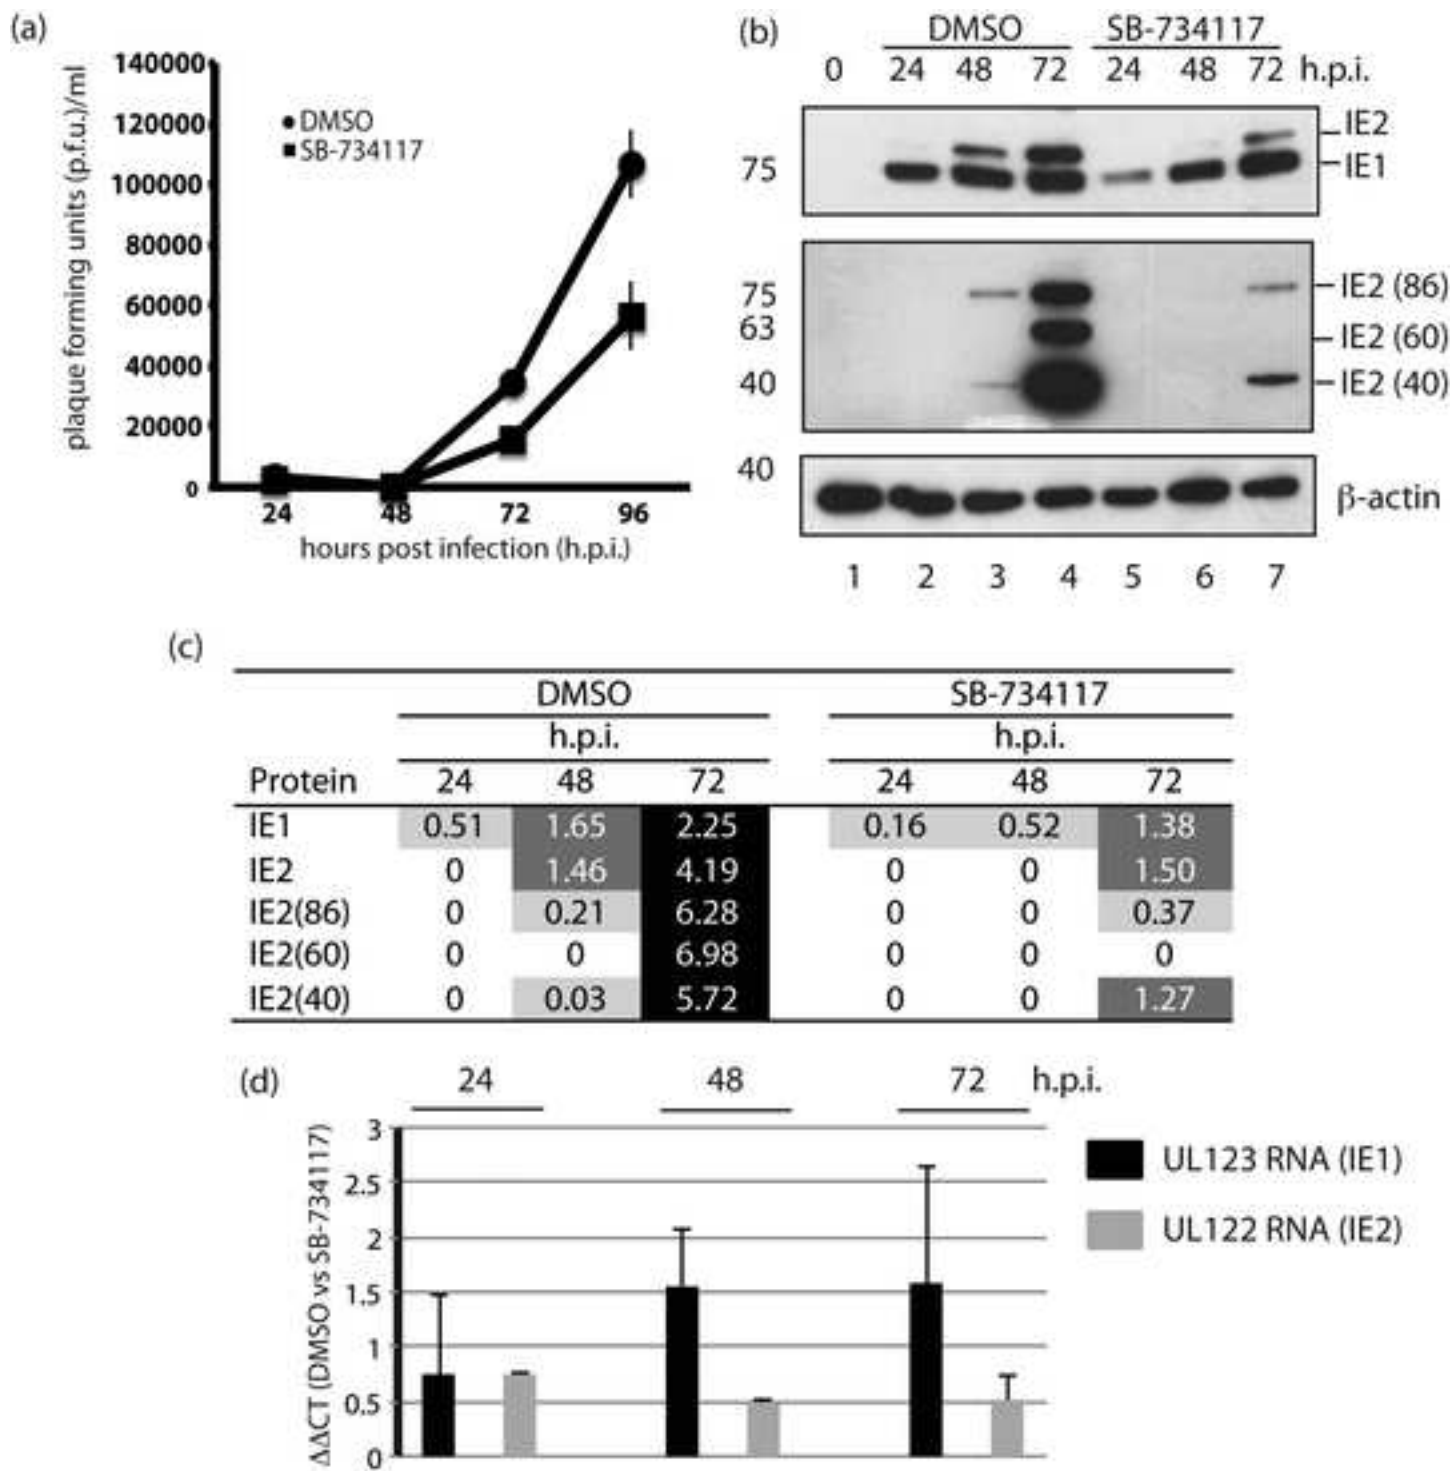 (a)
140000
120000
100000
80000
60000
40000
20000
0
plaque forming units (p.f.u.)/ml
DMSO
SB-734117
24 48 72 96
hours post infection (h.p.i.)
(b)
DMSO SB-734117
0 24 48 72 24 48 72 h.p.i.
75
IE2
IE1
75
63
40
IE2 (86)
IE2 (60)
IE2 (40)
40
β-actin
1 2 3 4 5 6 7
(c)
DMSO SB-734117
h.p.i. h.p.i.
Protein 24 48 72 24 48 72
IE1 0.51 1.65 2.25 0.16 0.52 1.38
IE2 0 1.46 4.19 0 0 1.50
IE2(86) 0 0.21 6.28 0 0 0.37
IE2(60) 0 0 6.98 0 0 0
IE2(40) 0 0.03 5.72 0 0 1.27
(d)
24 48 72 h.p.i.
ΔΔCT (DMSO vs SB-734117)
3
2.5
2
1.5
1
0.5
0
UL123 RNA (IE1)
UL122 RNA (IE2)